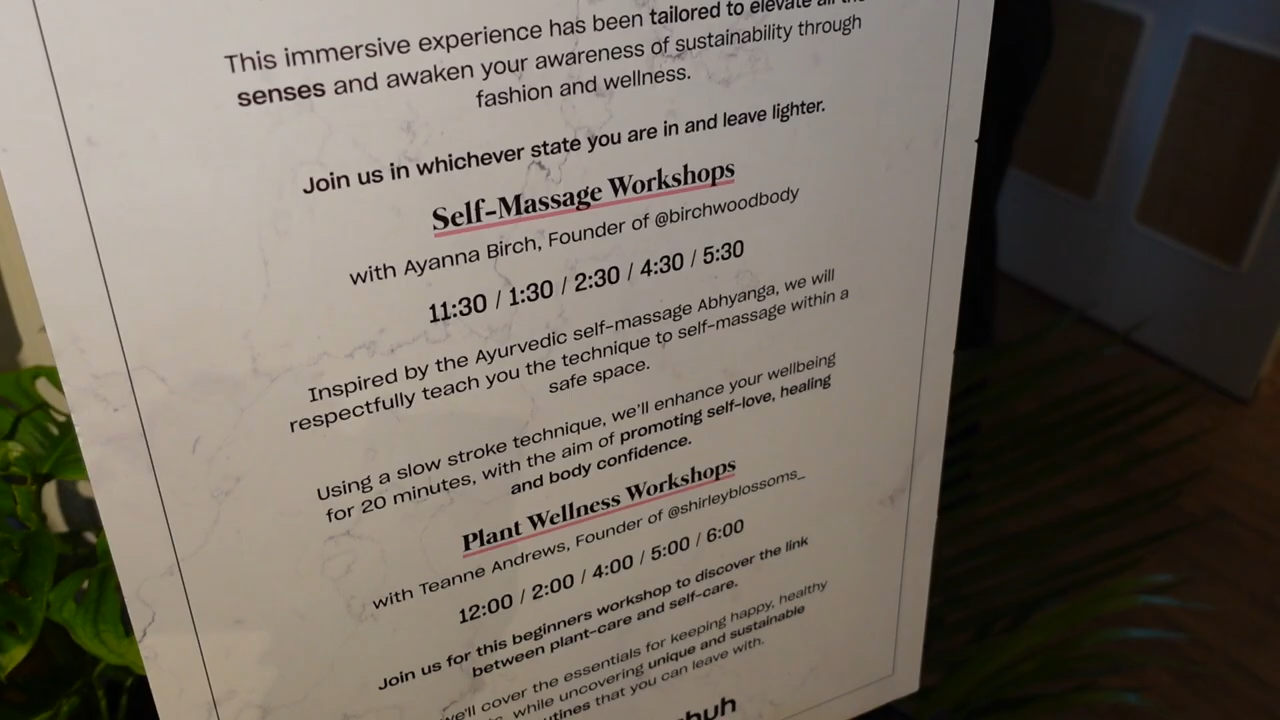 This immersive experience has been tailored to elevate all the
senses and awaken your awareness of sustainability through
fashion and wellness.
Join us in whichever state you are in and leave lighter.
Self-Massage Workshops
with Ayanna Birch, Founder of @birchwoodbody
11:30 / 1:30 / 2:30 / 4:30 / 5:30
Inspired by the Ayurvedic self-massage Abhyanga, we will
respectfully teach you the technique to self-massage within a
safe space.
Using a slow stroke technique, we'll enhance your wellbeing
for 20 minutes, with the aim of promoting self-love, healing
and body confidence.
Plant Wellness Workshops
with Teanne Andrews, Founder of @shirleyblossoms_
12:00 / 2:00 / 4:00 / 5:00 / 6:00
Join us for this beginners workshop to discover the link
between plant-care and self-care.
we'll cover the essentials for keeping happy, healthy
while uncovering unique and sustainable
that you can leave with.